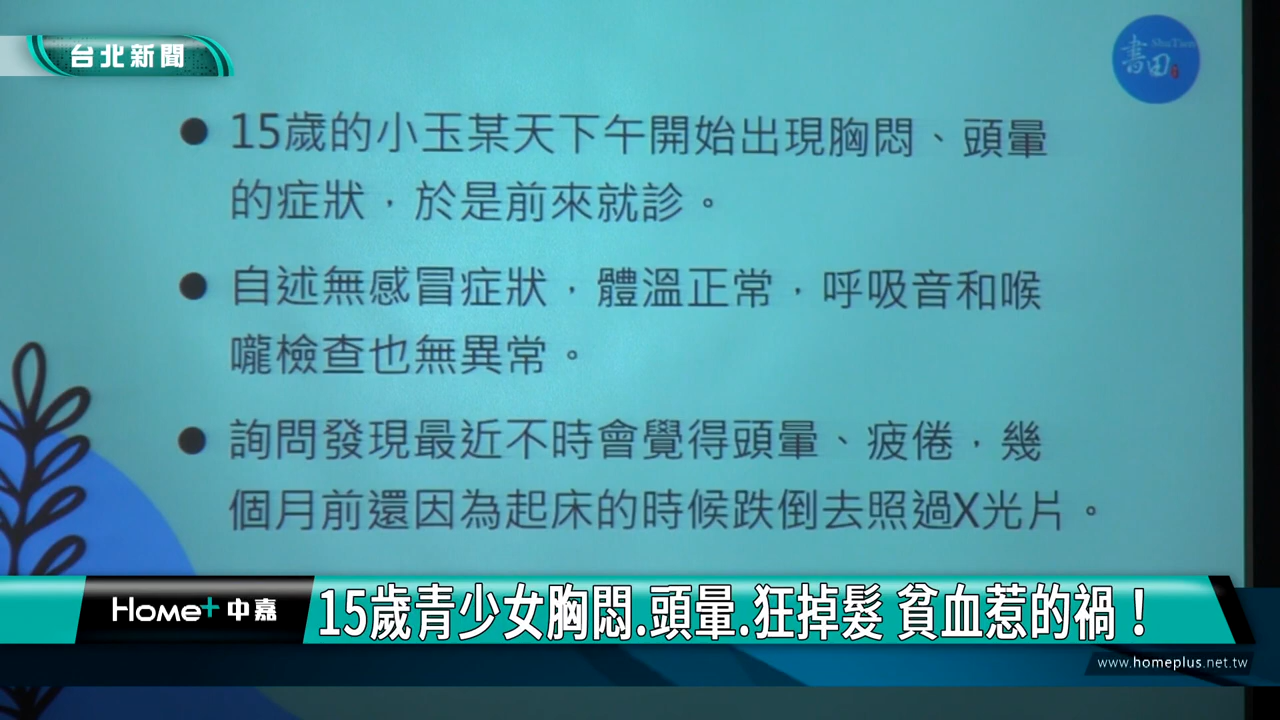 台北新聞
書田
ShuTien
● 15歲的小玉某天下午開始出現胸悶、頭暈
的症狀，於是前來就診。
● 自述無感冒症狀，體溫正常，呼吸音和喉
嚨檢查也無異常。
● 詢問發現最近不時會覺得頭暈、疲倦，幾
個月前還因為起床的時候跌倒去照過X光片。
Home+ 中嘉
15歲青少女胸悶.頭暈.狂掉髮 貧血惹的禍！
www.homeplus.net.tw